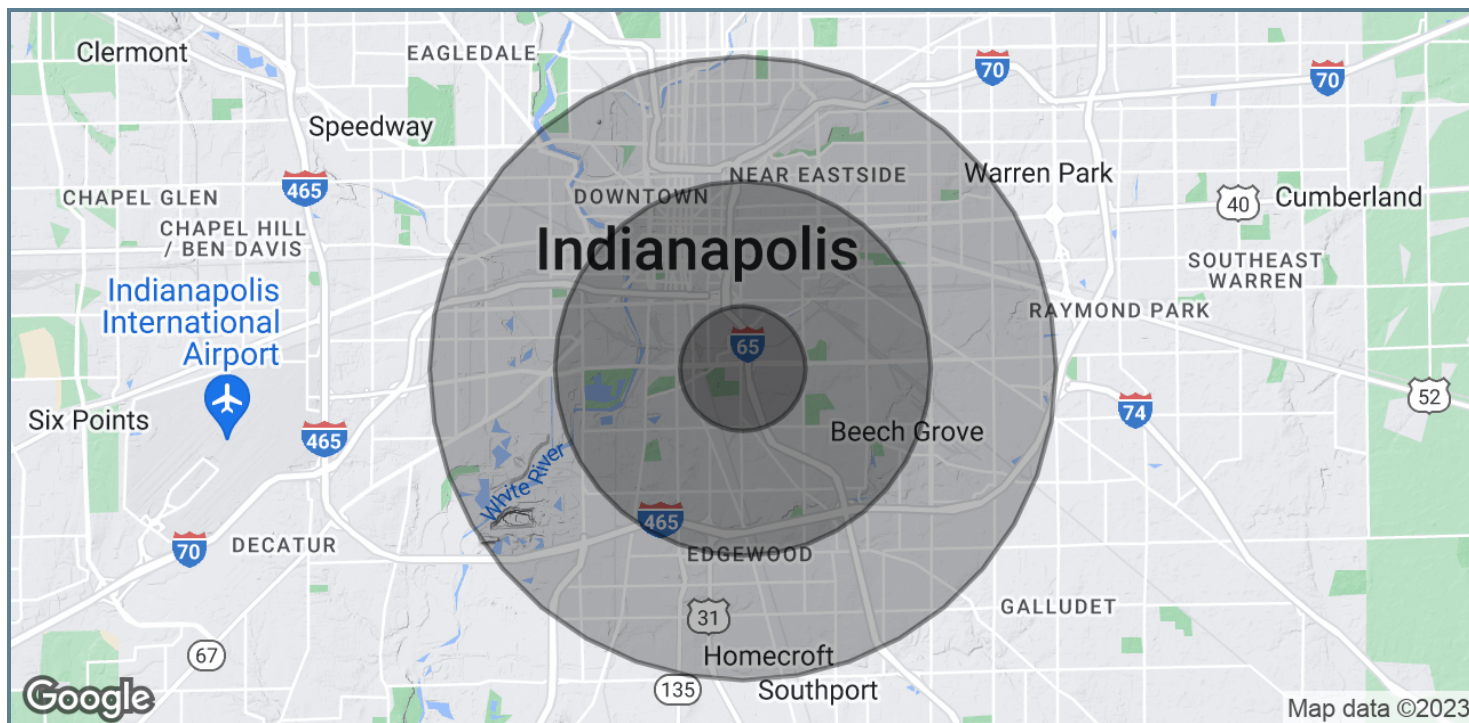 Clermont
EAGLEDALE
70
70
Speedway
465
NEAR EASTSIDE
Warren Park
CHAPEL GLEN
DOWNTOWN
40
Cumberland
CHAPEL HILL
/ BEN DAVIS
Indianapolis
SOUTHEAST
WARREN
Indianapolis
International
Airport
RAYMOND PARK
65
52
74
Six Points
465
Beech Grove
White River
465
70
DECATUR
EDGEWOOD
31
GALLUDET
67
Homecroft
135
Southport
Google
Map data ©2023